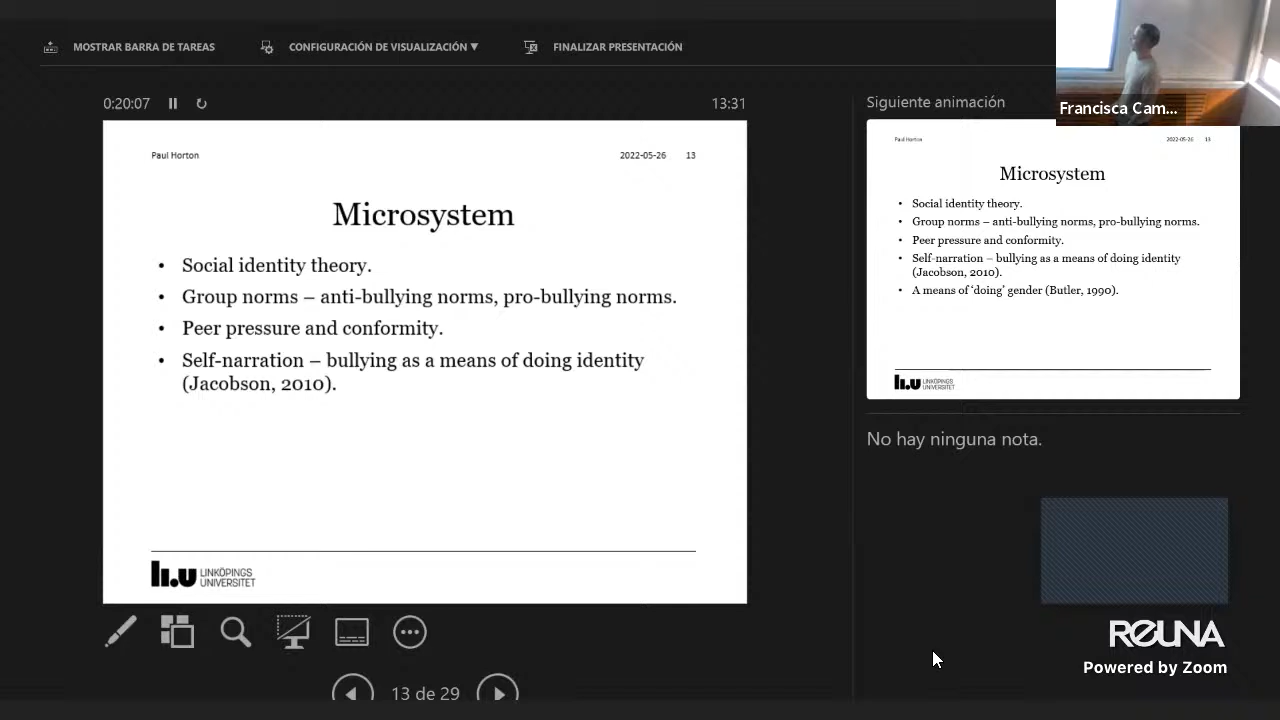 MOSTRAR BARRA DE TAREAS
CONFIGURACIÓN DE VISUALIZACIÓN ▼
FINALIZAR PRESENTACIÓN
Francisca Cam...
0:20:07
13:31
Paul Horton
2022-05-26 13
Microsystem
• Social identity theory.
• Group norms – anti-bullying norms, pro-bullying norms.
• Peer pressure and conformity.
• Self-narration – bullying as a means of doing identity
(Jacobson, 2010).
LiU LINKÖPINGS
UNIVERSITET
13 de 29
Siguiente animación
Paul Horton
2022-05-26 13
Microsystem
• Social identity theory.
• Group norms – anti-bullying norms, pro-bullying norms.
• Peer pressure and conformity.
• Self-narration – bullying as a means of doing identity
(Jacobson, 2010).
• A means of ‘doing’ gender (Butler, 1990).
LiU LINKÖPINGS
UNIVERSITET
No hay ninguna nota.
REUNA
Powered by Zoom